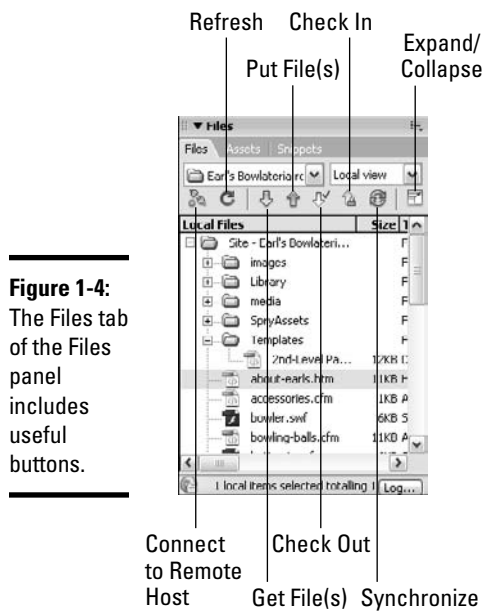 Refresh
Check In
Put File(s)
Expand/
Collapse
Files
Files Assets Snippets
Earl's Bowlateria Local view
Local Files Size
Site - Earl's Bowlateri...
images
Library
media
SpryAssets
Templates
2nd-Level Pa... 12KB
about-earls.htm 11KB
accessories.cfm 1KB A
bowler.swf 6KB S
bowling-balls.cfm 11KB A
1 local items selected totalling Log...
Figure 1-4:
The Files tab
of the Files
panel
includes
useful
buttons.
Connect
to Remote
Host
Check Out
Get File(s)
Synchronize